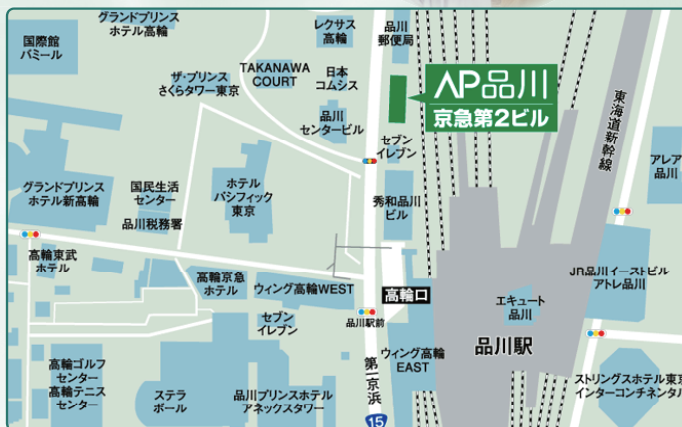 グランドプリンス
ホテル高輪
国際館
パミール
レクサス
高輪
品川
郵便局
TAKANAWA
COURT
日本
コムシス
ザ・プリンス
さくらタワー東京
品川
センタービル
AP品川
京急第2ビル
セブン
イレブン
東海道新幹線
アレア
品川
グランドプリンス
ホテル新高輪
国民生活
センター
品川税務署
ホテル
パシフィック
東京
秀和品川
ビル
高輪東武
ホテル
高輪京急
ホテル
ウィング高輪WEST
高輪口
JR品川イーストビル
アトレ品川
エキュート
品川
セブン
イレブン
品川駅前
品川駅
ウィング高輪
EAST
第一京浜
高輪ゴルフ
センター
高輪テニス
センター
ステラ
ボール
品川プリンスホテル
アネックスタワー
ストリングスホテル東京
インターコンチネンタル
15